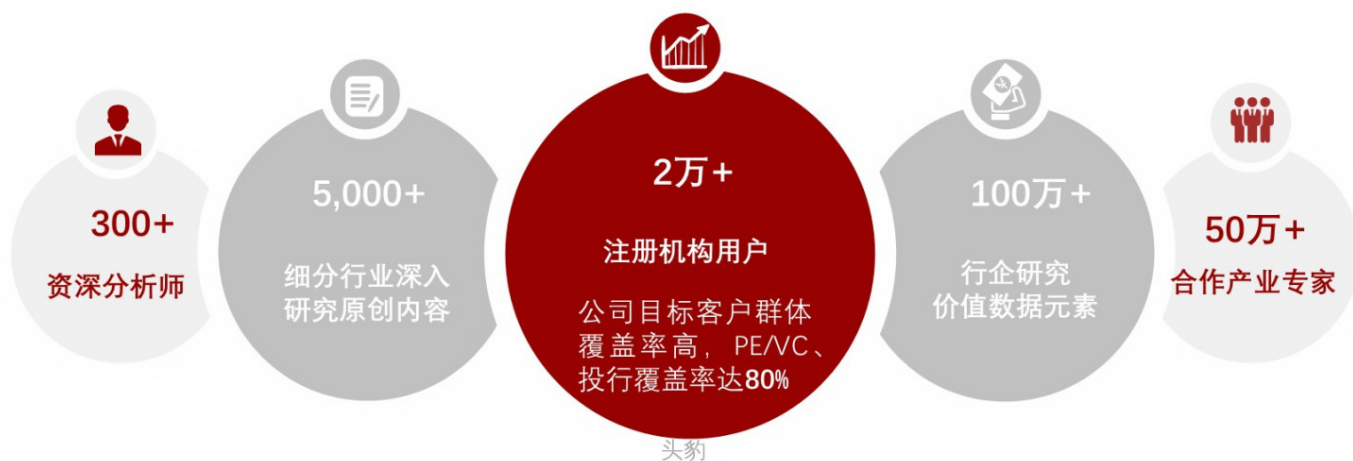 300+
资深分析师
5,000+
细分行业深入
研究原创内容
2万+
注册机构用户
公司目标客户群体
覆盖率高，PE/VC、
投行覆盖率达80%
100万+
行企研究
价值数据元素
50万+
合作产业专家
头豹